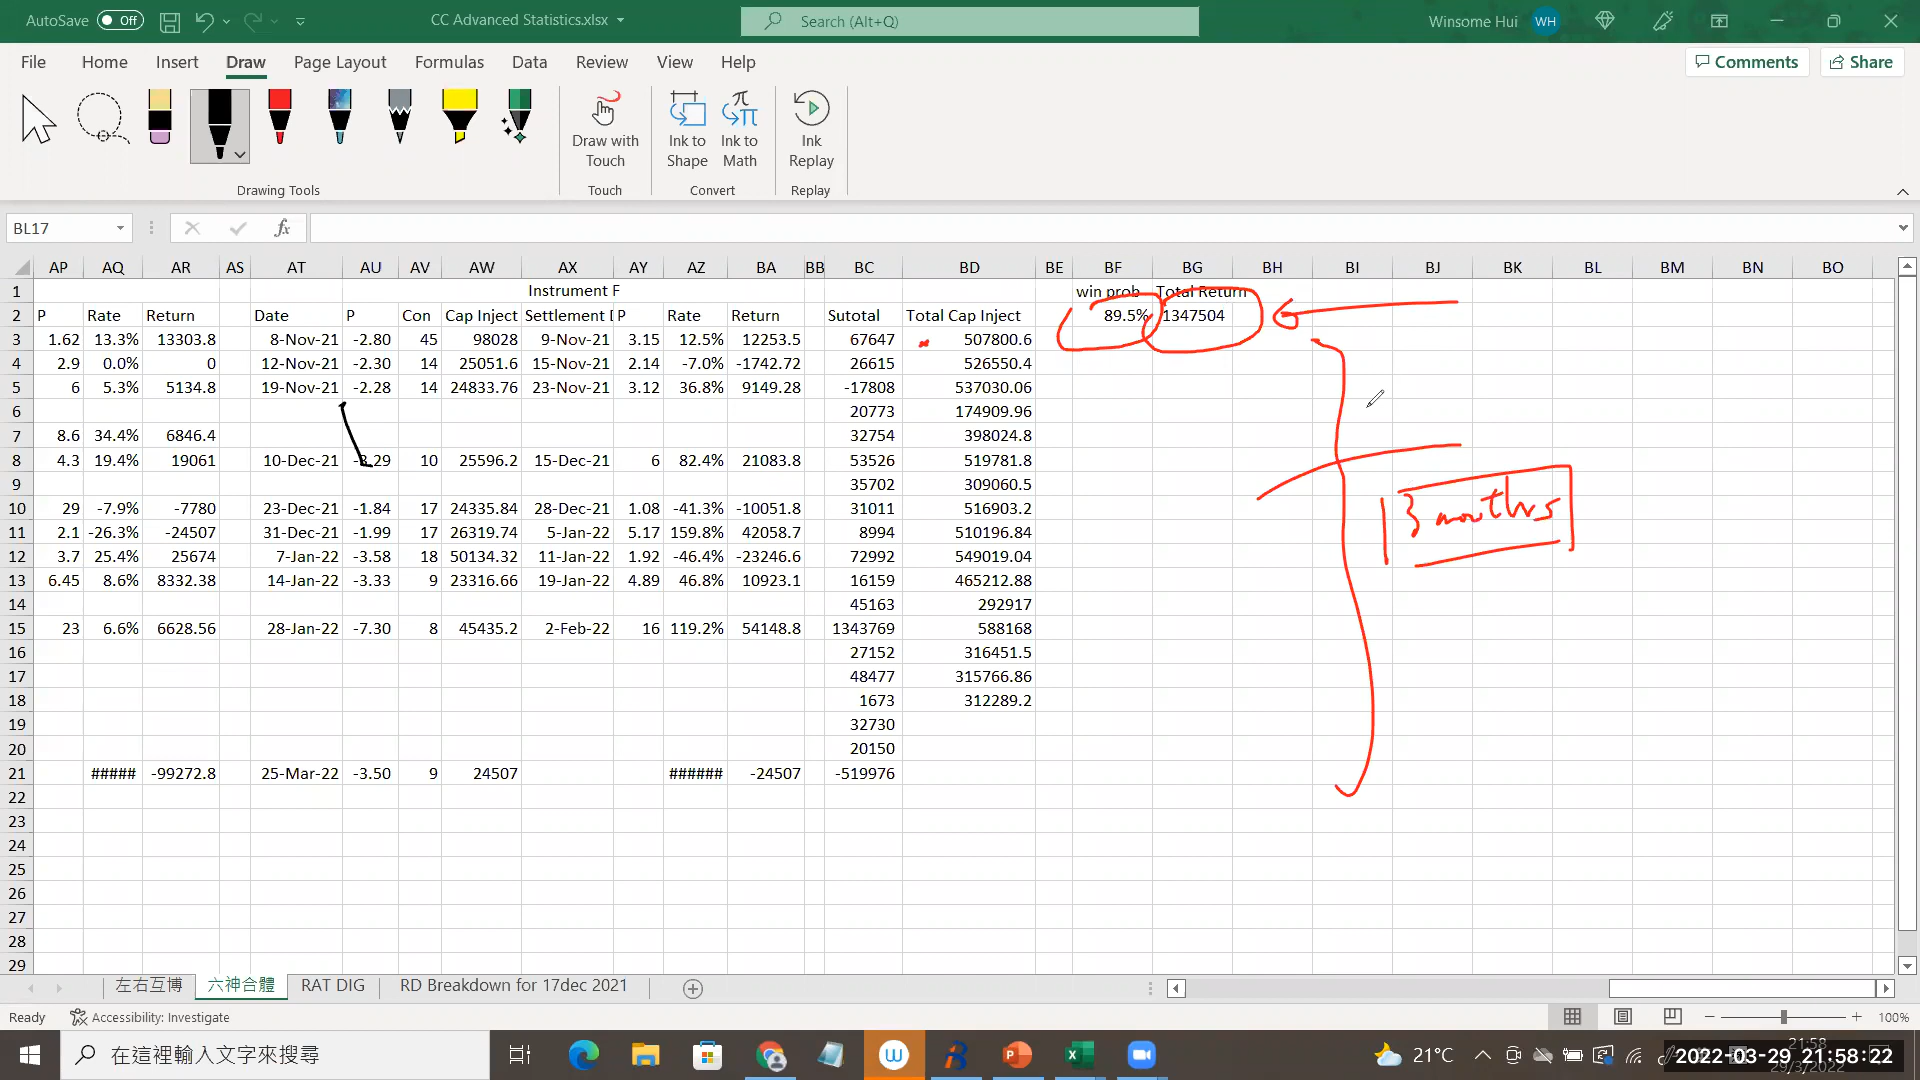 AutoSave Off CC Advanced Statistics.xlsx Search (Alt+Q) Winsome Hui WH
File Home Insert Draw Page Layout Formulas Data Review View Help Comments Share
Draw with Touch Ink to Shape Ink to Math Ink Replay
Drawing Tools Touch Convert Replay
BL17 fx
AP AQ AR AS AT AU AV AW AX AY AZ BA BB BC BD BE BF BG BH BI BJ BK BL BM BN BO
1 Instrument F win prob Total Return
2 P Rate Return Date P Con Cap Inject Settlement D P Rate Return Sutotal Total Cap Inject 89.5% 1347504
3 1.62 13.3% 13303.8 8-Nov-21 -2.80 45 98028 9-Nov-21 3.15 12.5% 12253.5 67647 507800.6
4 2.9 0.0% 0 12-Nov-21 -2.30 14 25051.6 15-Nov-21 2.14 -7.0% -1742.72 26615 526550.4
5 6 5.3% 5134.8 19-Nov-21 -2.28 14 24833.76 23-Nov-21 3.12 36.8% 9149.28 -17808 537030.06
6 20773 174909.96
7 8.6 34.4% 6846.4 32754 398024.8
8 4.3 19.4% 19061 10-Dec-21 -3.29 10 25596.2 15-Dec-21 6 82.4% 21083.8 53526 519781.8
9 35702 309060.5
10 29 -7.9% -7780 23-Dec-21 -1.84 17 24335.84 28-Dec-21 1.08 -41.3% -10051.8 31011 516903.2
11 2.1 -26.3% -24507 31-Dec-21 -1.99 17 26319.74 5-Jan-22 5.17 159.8% 42058.7 8994 510196.84
12 3.7 25.4% 25674 7-Jan-22 -3.58 18 50134.32 11-Jan-22 1.92 -46.4% -23246.6 72992 549019.04
13 6.45 8.6% 8332.38 14-Jan-22 -3.33 9 23316.66 19-Jan-22 4.89 46.8% 10923.1 16159 465212.88
14 45163 292917
15 23 6.6% 6628.56 28-Jan-22 -7.30 8 45435.2 2-Feb-22 16 119.2% 54148.8 1343769 588168
16 27152 316451.5
17 48477 315766.86
18 1673 312289.2
19 32730
20 20150
21 ##### -99272.8 25-Mar-22 -3.50 9 24507 ###### -24507 -519976
22
23
24
25
26
27
28
29
3 months
左右互博 六神合體 RAT DIG RD Breakdown for 17dec 2021
Ready Accessibility: Investigate 100%
在這裡輸入文字來搜尋 21°C 2022-03-29 21:58:22